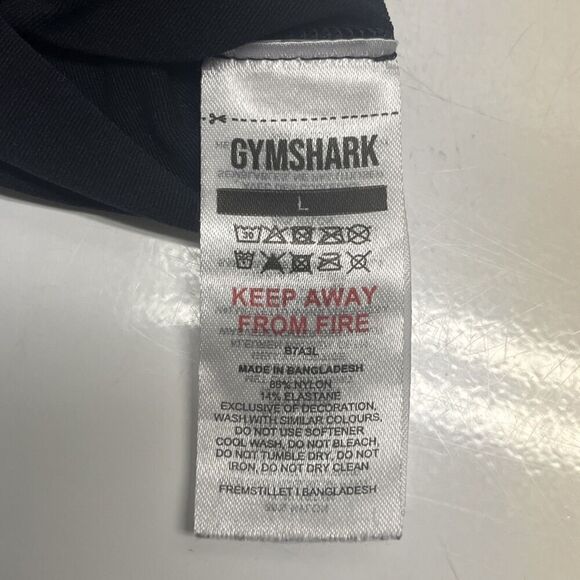 GYMSHARK
L
30
KEEP AWAY
FROM FIRE
B7A3L
MADE IN BANGLADESH
86% NYLON
14% ELASTANE
EXCLUSIVE OF DECORATION,
WASH WITH SIMILAR COLOURS,
DO NOT USE SOFTENER
COOL WASH, DO NOT BLEACH,
DO NOT TUMBLE DRY, DO NOT
IRON, DO NOT DRY CLEAN
FREMSTILLET I BANGLADESH